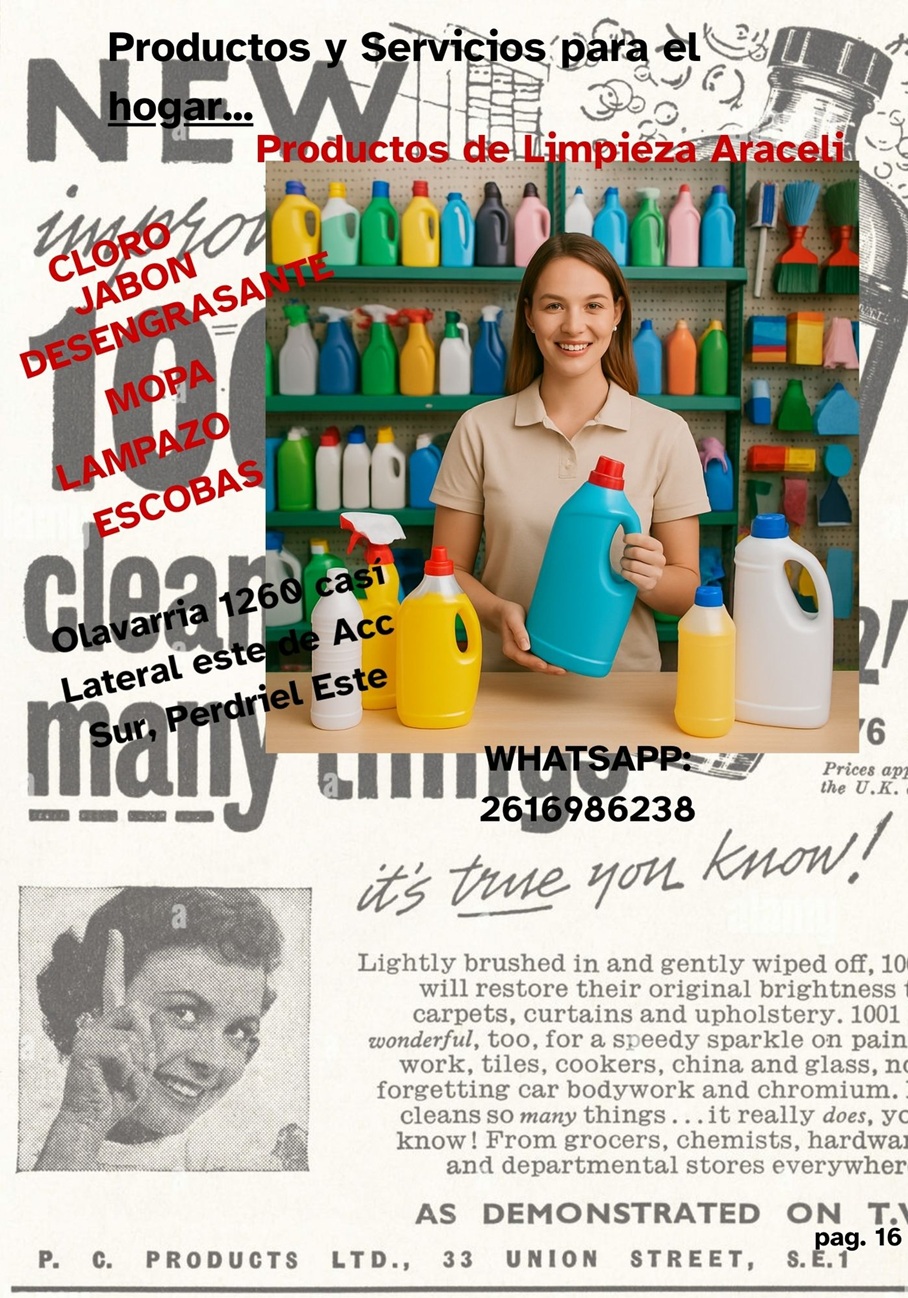 Productos y Servicios para el
hogar...
Productos de Limpieza Araceli
NEW
CLORO
JABON
DESENGRASANTE
MOPA
LAMPAZO
ESCOBAS
clean
Olavarria 1260 casí
Lateral este de Acc
Sur, Perdriel Este
many things
Prices app
the U.K.
WHATSAPP:
2616986238
it's true you know!
Lightly brushed in and gently wiped off, 100
will restore their original brightness t
carpets, curtains and upholstery. 1001
wonderful, too, for a speedy sparkle on pain
work, tiles, cookers, china and glass, no
forgetting car bodywork and chromium.
cleans so many things...it really does, yo
know! From grocers, chemists, hardwar
and departmental stores everywher
AS DEMONSTRATED ON T.V
pag. 16
P. C. PRODUCTS LTD., 33 UNION STREET, S.E.1